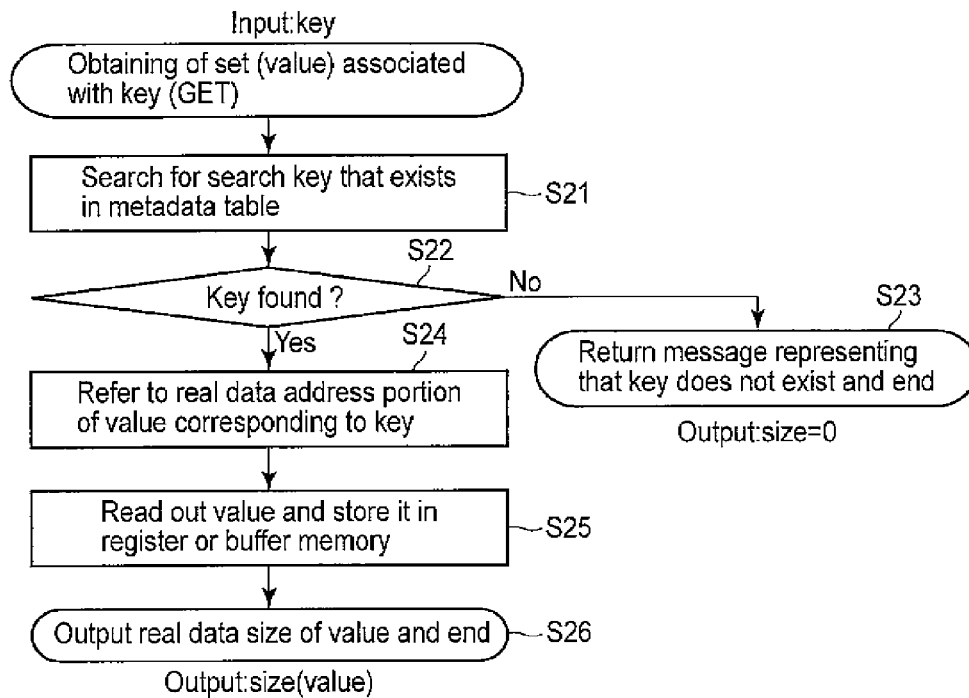 Input:key
Obtaining of set (value) associated
with key (GET)
Search for search key that exists
in metadata table
S21
S22
Key found ?
No
Yes
S23
Return message representing
that key does not exist and end
Output:size=0
S24
Refer to real data address portion
of value corresponding to key
Read out value and store it in
register or buffer memory
S25
Output real data size of value and end
S26
Output:size(value)